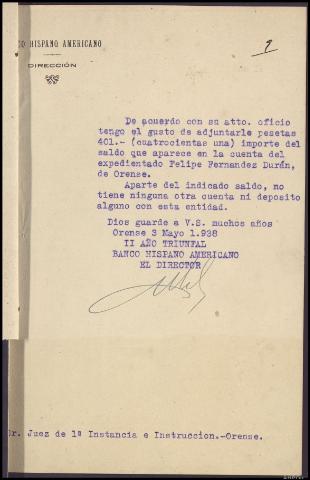 CO HISPANO AMERICANO
DIRECCIÓN
De acuerdo con su atto. oficio
tengo el gusto de adjuntarle pesetas
401.- (cuatrocientas una) importe del
saldo que aparece en la cuenta del
expedientado Felipe Fernandez Durán,
de Orense.
Aparte del indicado saldo, no
tiene ninguna otra cuenta ni deposito
alguno con esta entidad.
Dios guarde a V.S. muchos años
Orense 3 Mayo 1.938
II AÑO TRIUNFAL
BANCO HISPANO AMERICANO
EL DIRECTOR
Sr. Juez de 1ª Instancia e Instruccion.-Orense.